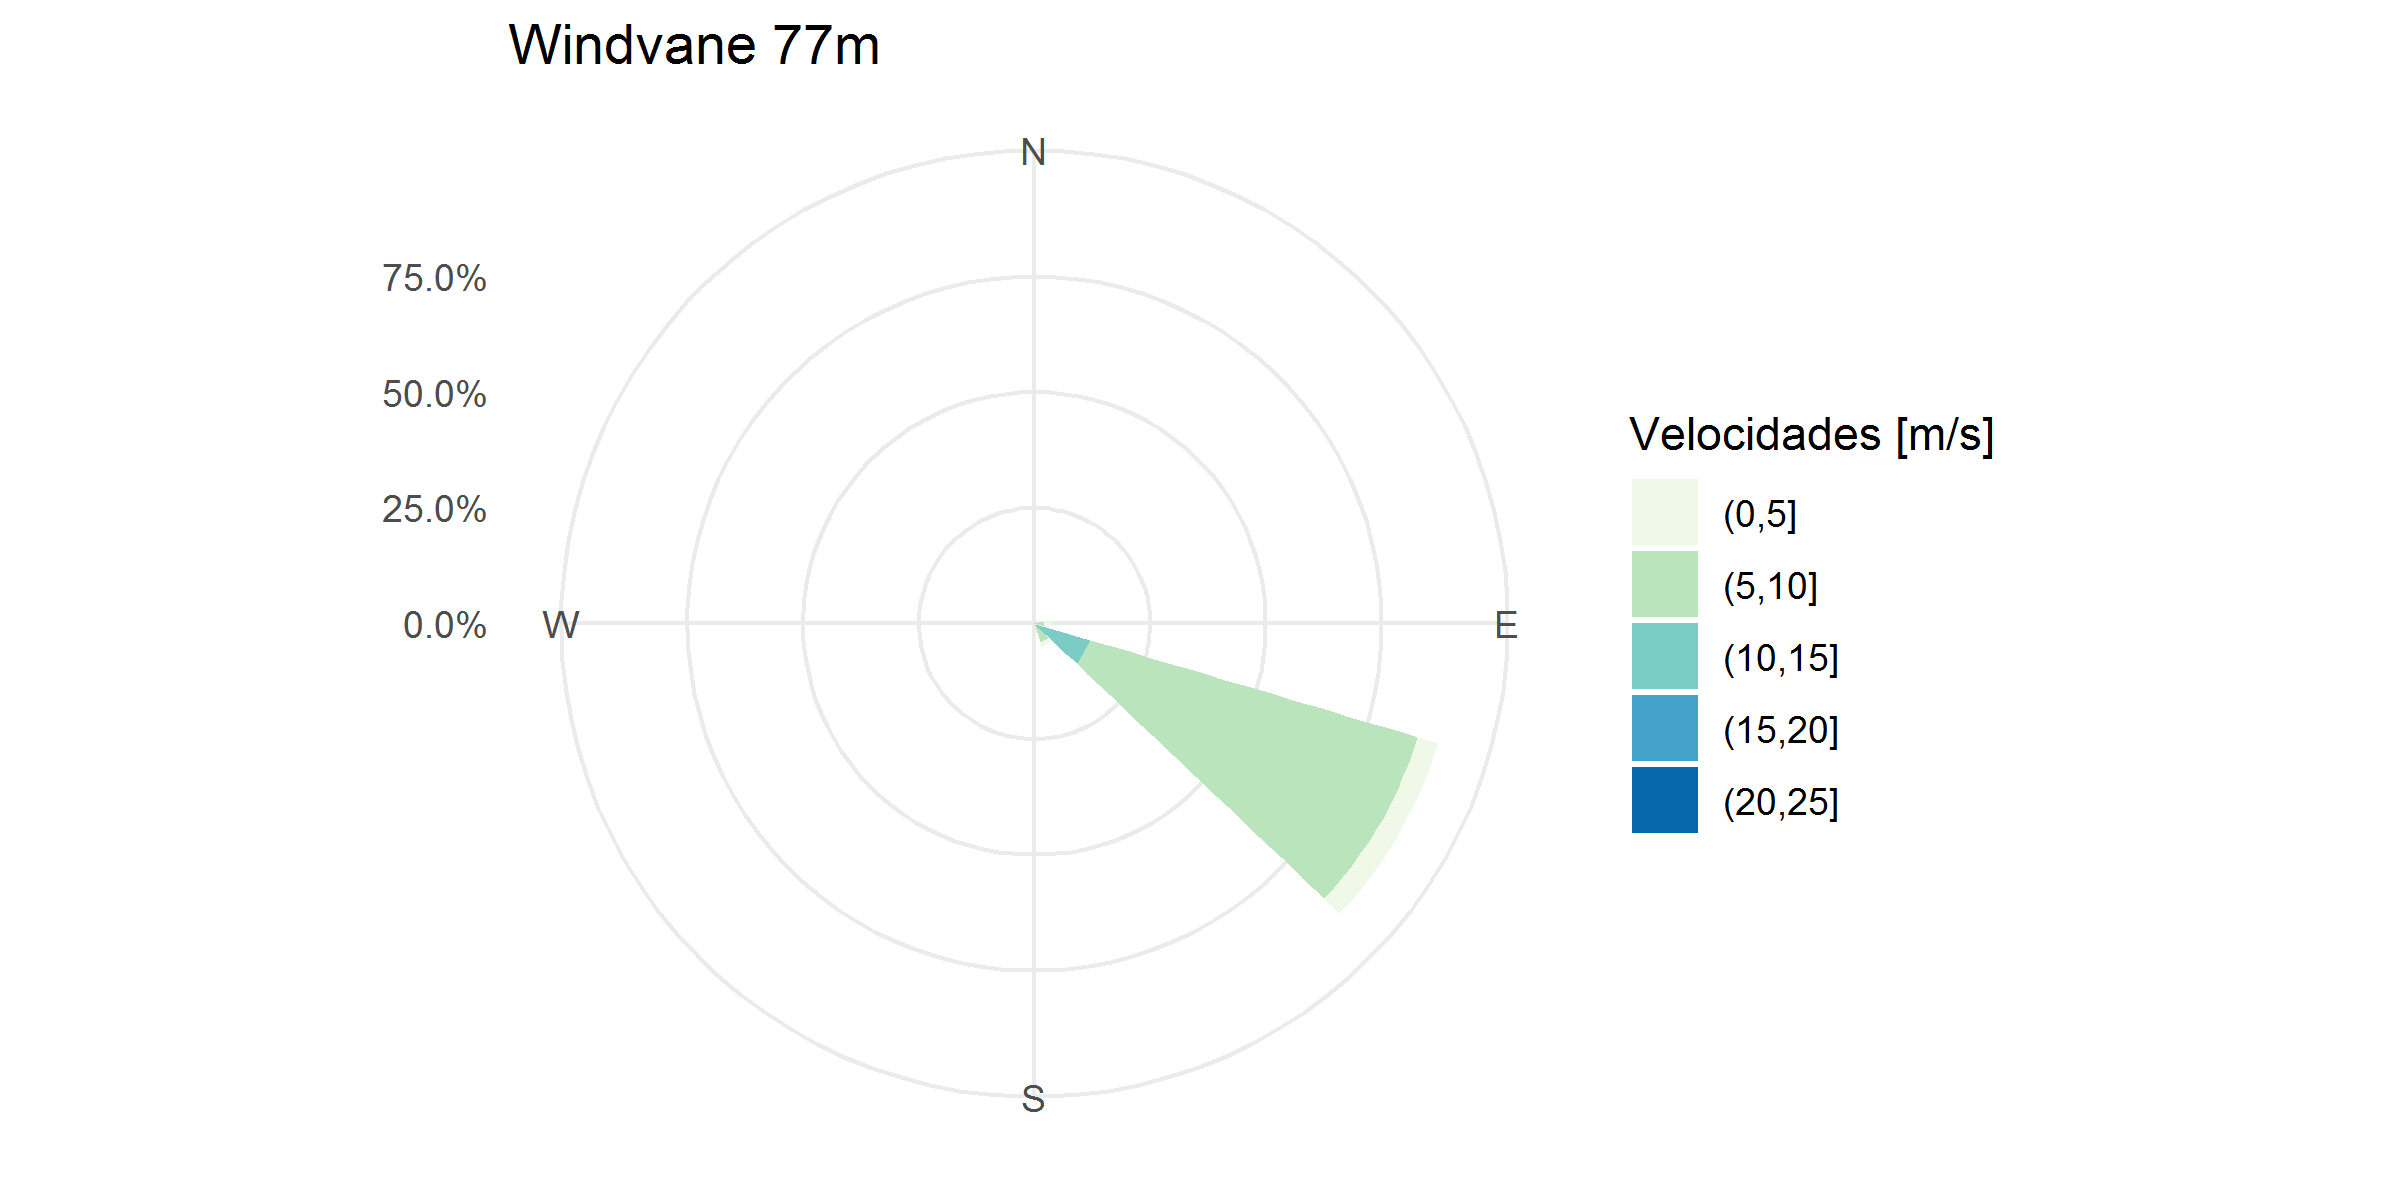 Windvane 77m
N
75.0%
50.0%
25.0%
0.0%
W
E
S
Velocidades [m/s]
(0,5]
(5,10]
(10,15]
(15,20]
(20,25]